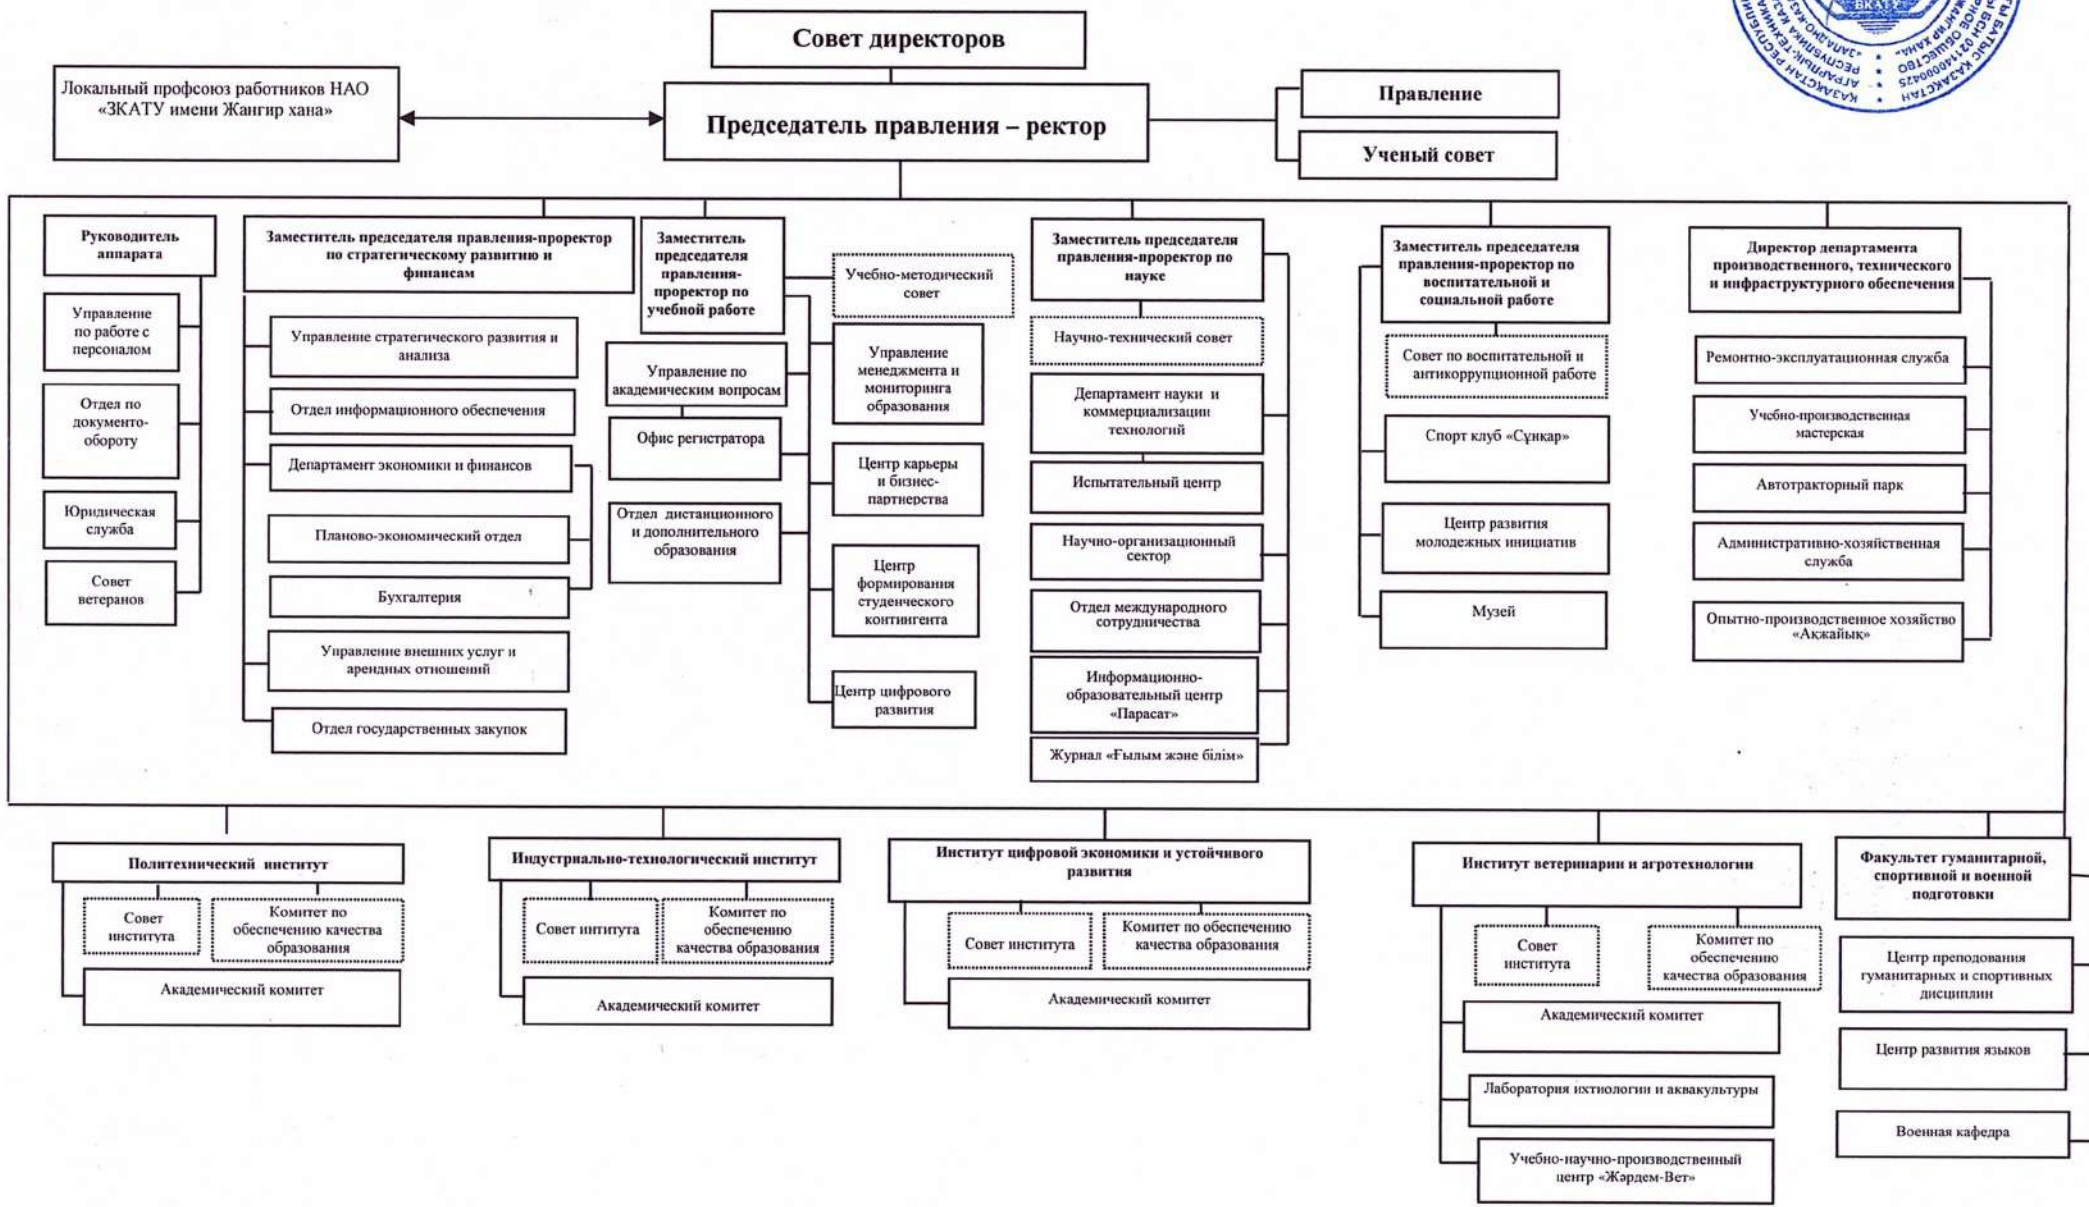 Совет директоров
Локальный профсоюз работников НАО
«ЗКАТУ имени Жангир хана»
Председатель правления – ректор
Правление
Ученый совет
ВКАТУ
Руководитель
аппарата
Управление
по работе с
персоналом
Отдел по
документо-
обороту
Юридическая
служба
Совет
ветеранов
Заместитель председателя правления-проректор
по стратегическому развитию и
финансам
Управление стратегического развития и
анализа
Отдел информационного обеспечения
Департамент экономики и финансов
Планово-экономический отдел
Бухгалтерия
Управление внешних услуг и
арендных отношений
Отдел государственных закупок
Заместитель
председателя
правления-
проректор по
учебной работе
Управление по
академическим вопросам
Офис регистратора
Отдел дистанционного
и дополнительного
образования
Учебно-методический
совет
Управление
менеджмента и
мониторинга
образования
Центр карьеры
и бизнес-
партнерства
Центр
формирования
студенческого
контингента
Центр цифрового
развития
Заместитель председателя
правления-проректор по
науке
Научно-технический совет
Департамент науки и
коммерциализации
технологий
Испытательный центр
Научно-организационный
сектор
Отдел международного
сотрудничества
Информационно-
образовательный центр
«Парасат»
Журнал «Ғылым және білім»
Заместитель председателя
правления-проректор по
воспитательной и
социальной работе
Совет по воспитательной и
антикоррупционной работе
Спорт клуб «Сұнқар»
Центр развития
молодежных инициатив
Музей
Директор департамента
производственного, технического
и инфраструктурного обеспечения
Ремонтно-эксплуатационная служба
Учебно-производственная
мастерская
Автотракторный парк
Административно-хозяйственная
служба
Опытно-производственное хозяйство
«Ақжайық»
Политехнический институт
Совет
института
Комитет по
обеспечению качества
образования
Академический комитет
Индустриально-технологический институт
Совет интитута
Комитет по
обеспечению
качества образования
Академический комитет
Институт цифровой экономики и устойчивого
развития
Совет института
Комитет по обеспечению
качества образования
Академический комитет
Институт ветеринарии и агротехнологии
Совет
института
Комитет по
обеспечению
качества образования
Академический комитет
Лаборатория ихтиологии и аквакультуры
Учебно-научно-производственный
центр «Жәрдем-Вет»
Факультет гуманитарной,
спортивной и военной
подготовки
Центр преподования
гуманитарных и спортивных
дисциплин
Центр развития языков
Военная кафедра